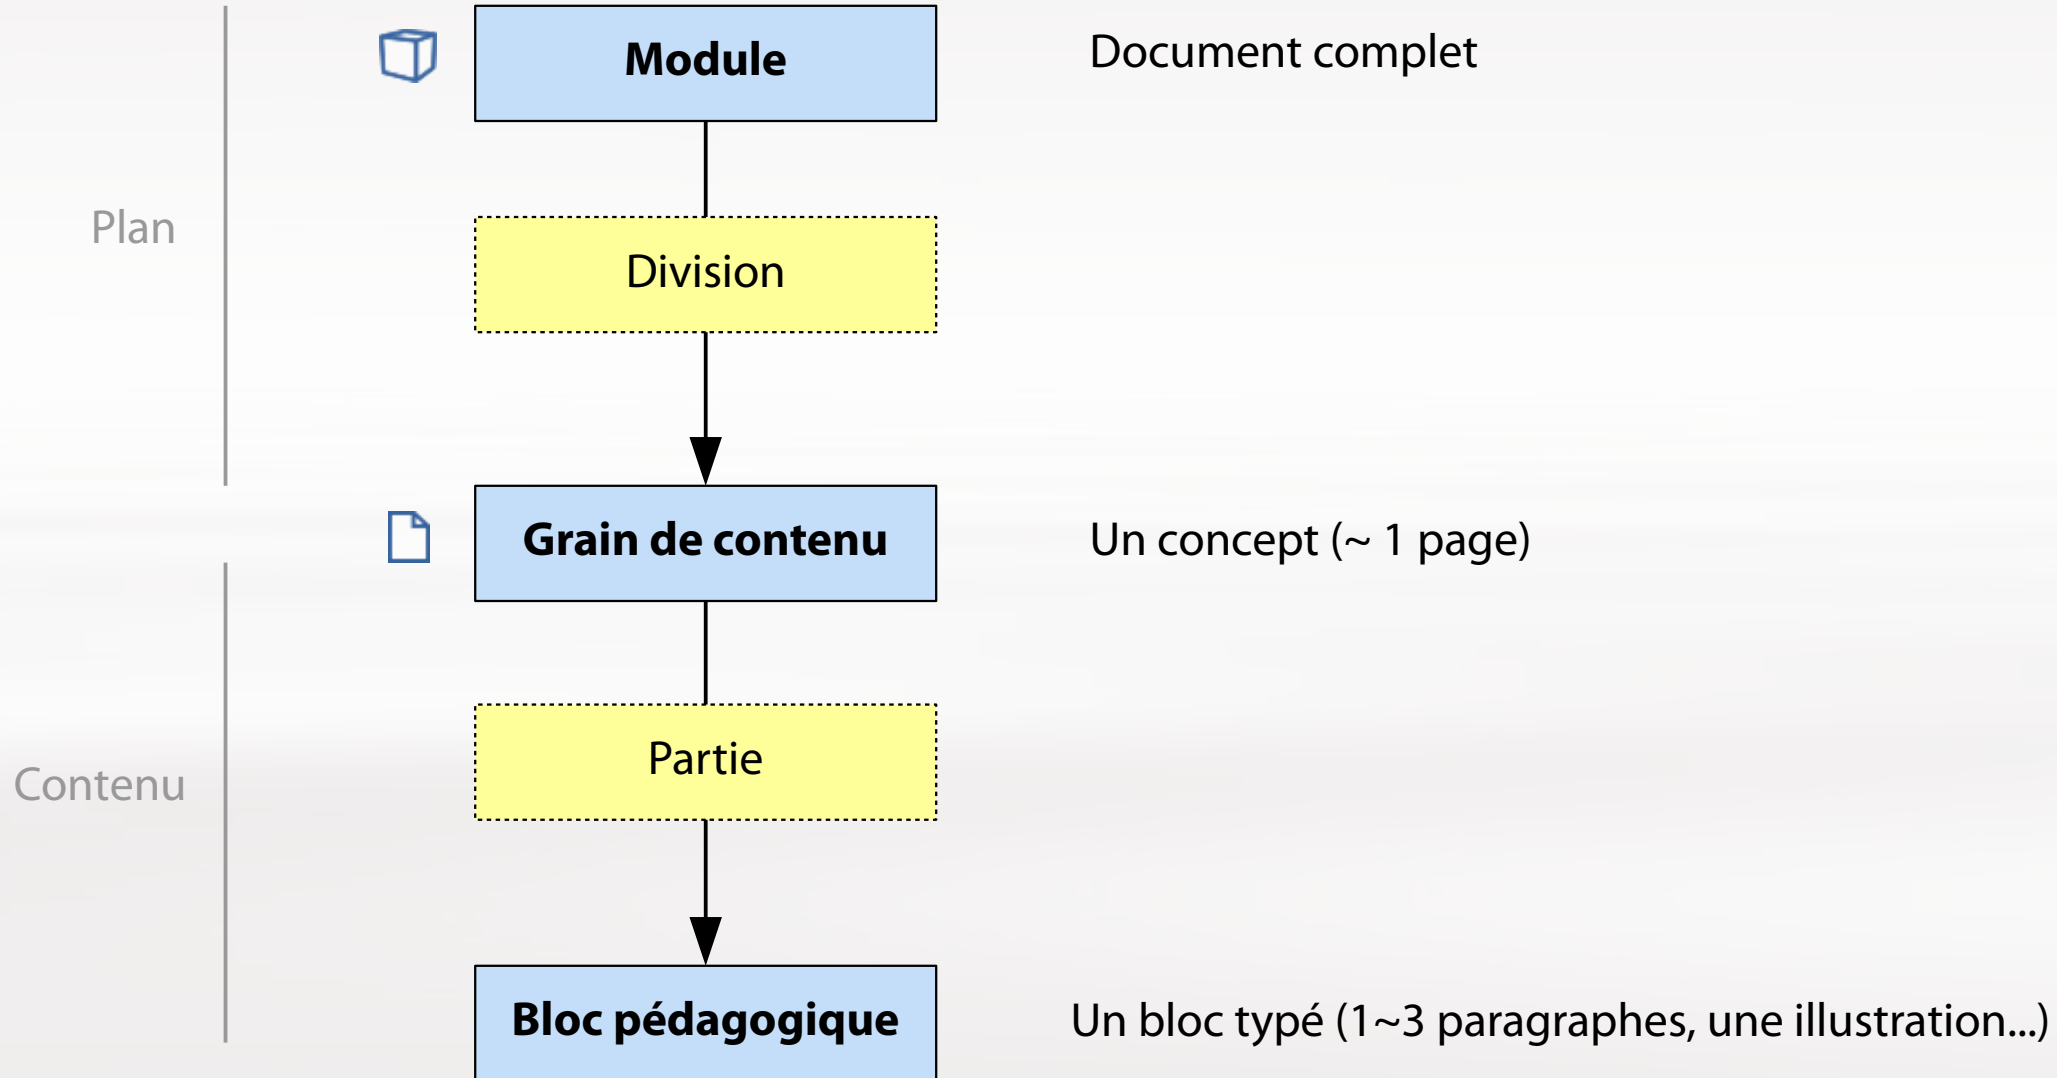 Module
Document complet
Plan
Division
Grain de contenu
Un concept (~ 1 page)
Partie
Contenu
Bloc pédagogique
Un bloc typé (1~3 paragraphes, une illustration...)